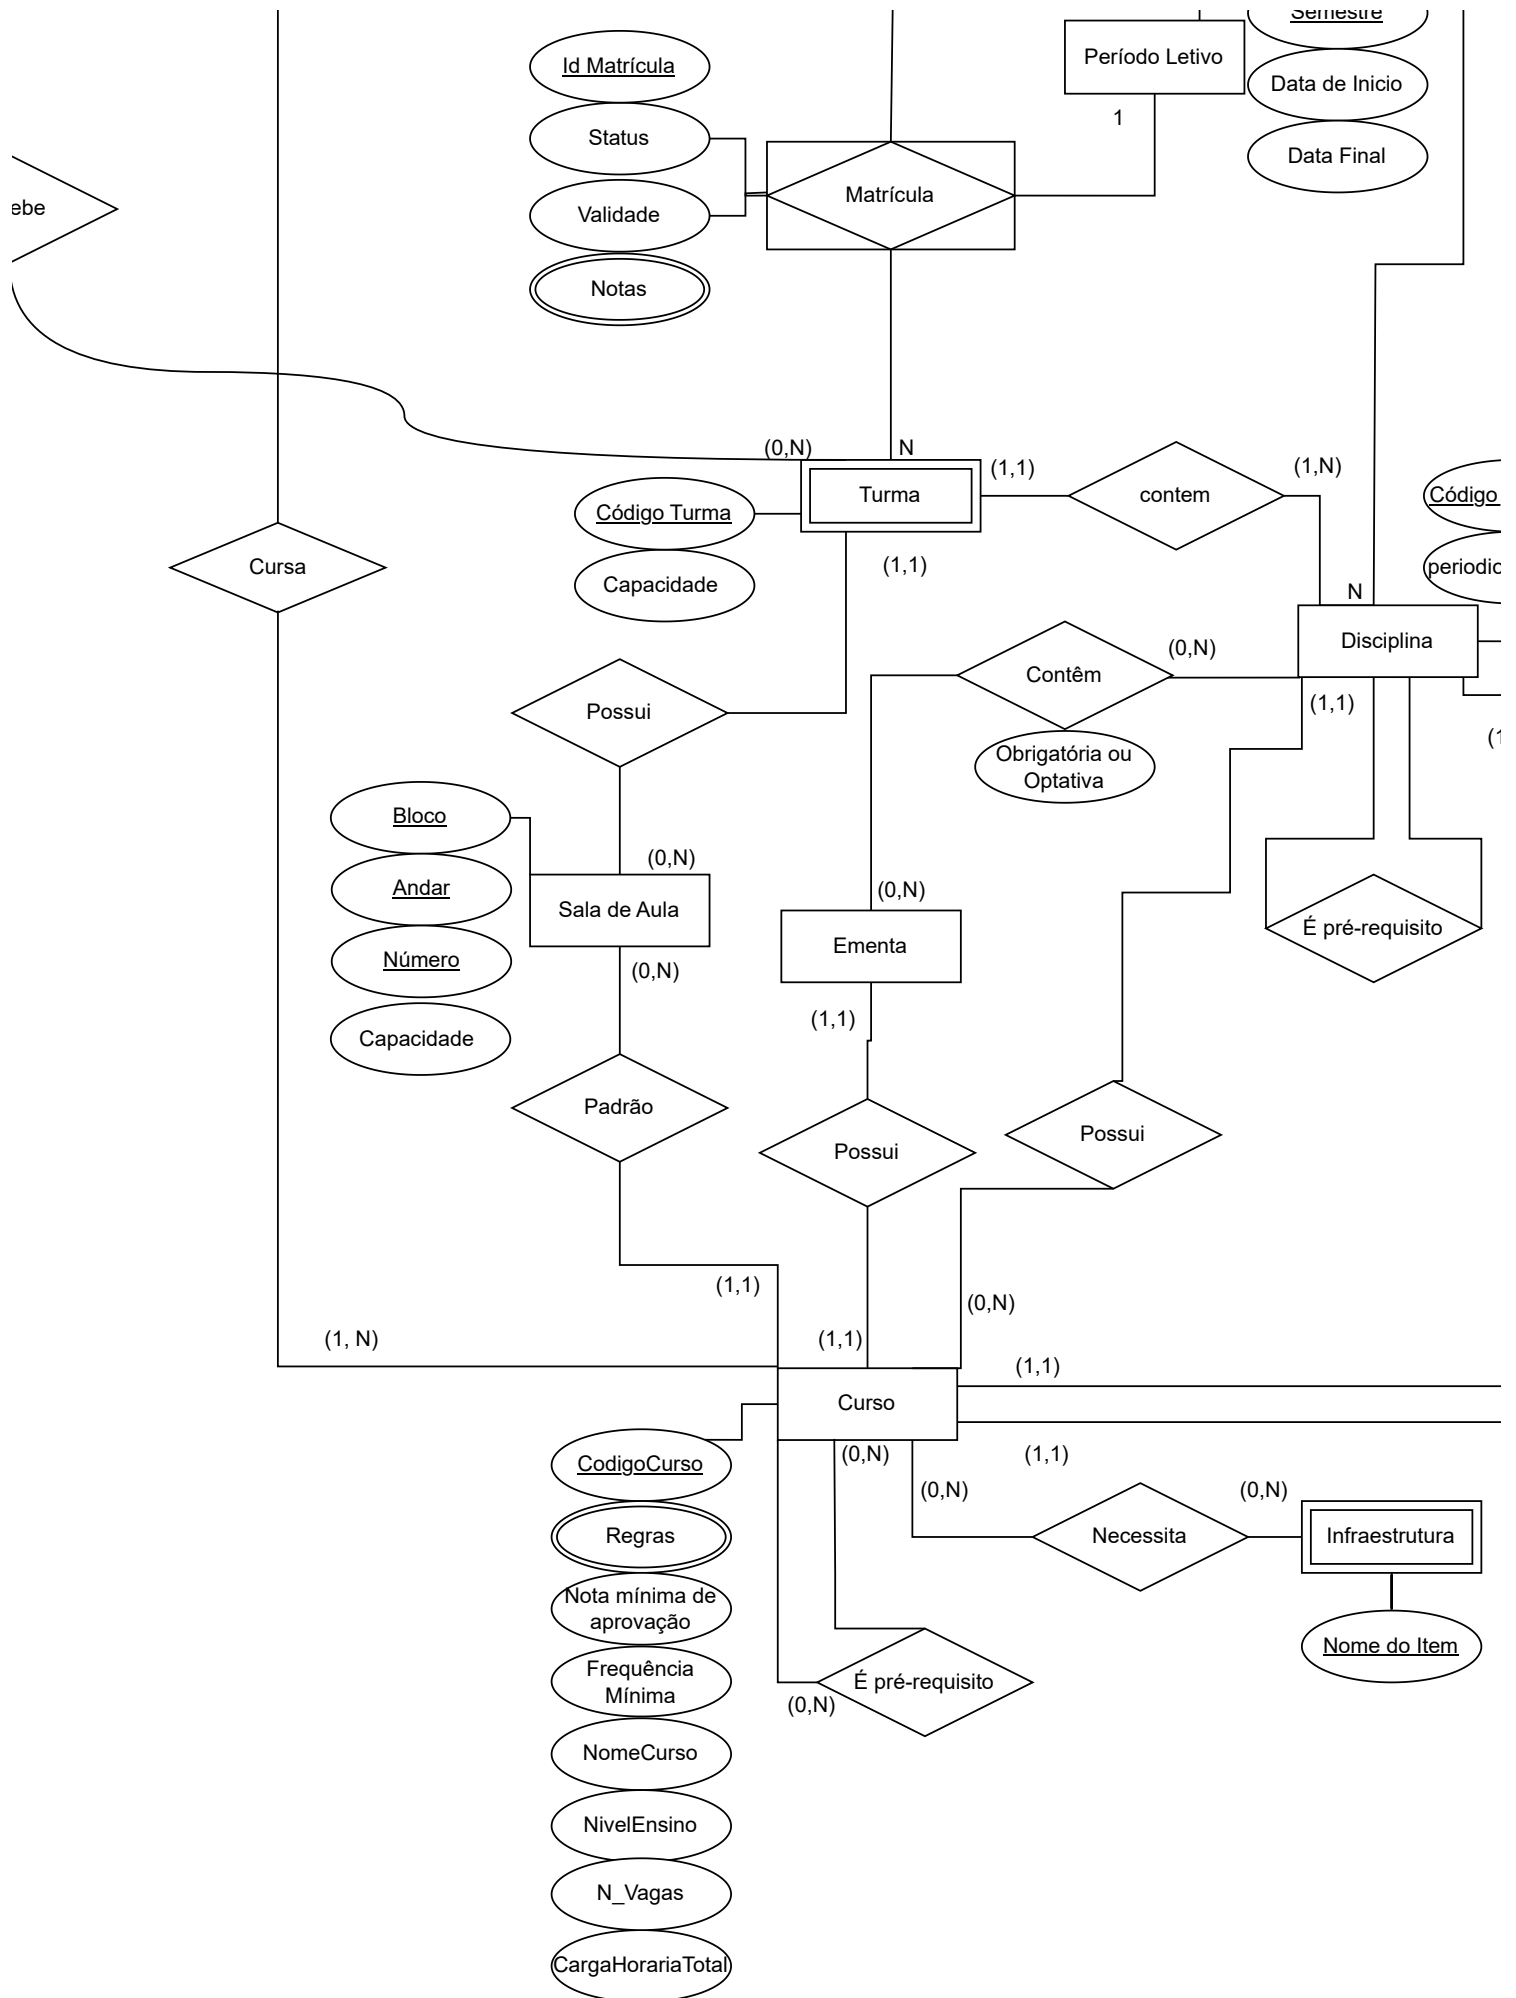 Semestre
Id Matrícula
Período Letivo
Data de Inicio
1
Status
Data Final
Matrícula
ebe
Validade
Notas
(0,N)
N
(1,1)
(1,N)
Turma
contem
Código
Código Turma
Cursa
(1,1)
periodic
Capacidade
N
Disciplina
(0,N)
Contêm
(1,1)
Possui
Obrigatória ou
Optativa
(1
Bloco
(0,N)
Andar
(0,N)
Sala de Aula
É pré-requisito
Ementa
Número
(0,N)
(1,1)
Capacidade
Padrão
Possui
Possui
(1,1)
(0,N)
(1, N)
(1,1)
(1,1)
Curso
(0,N)
(1,1)
CodigoCurso
(0,N)
(0,N)
Regras
Necessita
Infraestrutura
Nota mínima de
aprovação
Nome do Item
Frequência
Mínima
É pré-requisito
(0,N)
NomeCurso
NivelEnsino
N_Vagas
CargaHorariaTotal